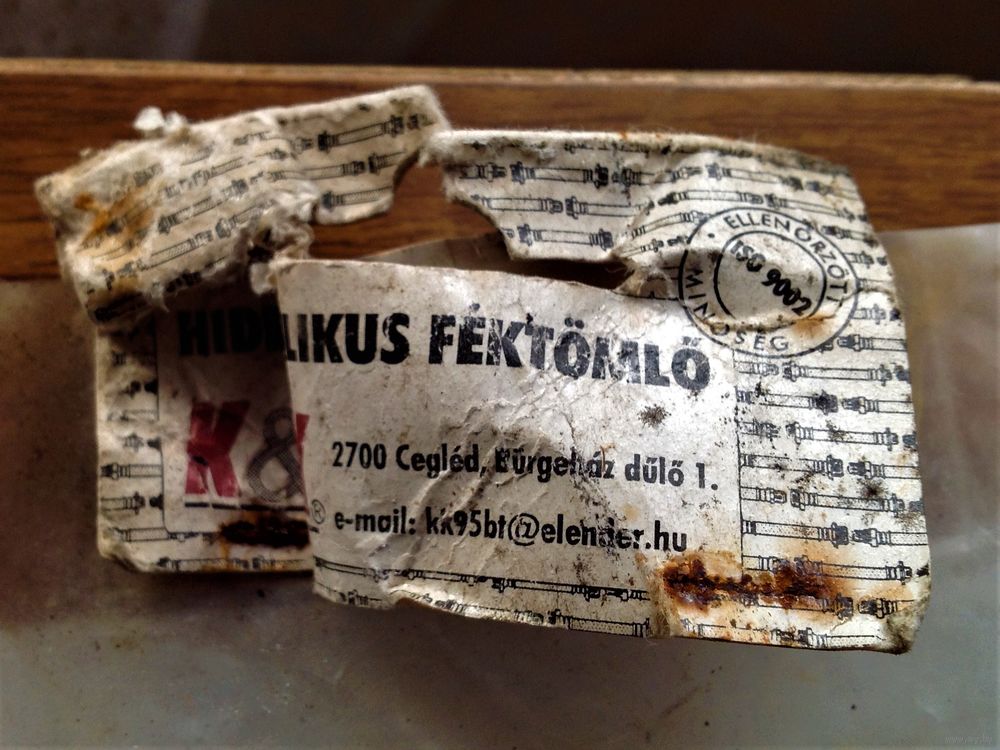 ELLENŐRZÖTT
ISO 9002
MINŐSÉG
HIDRAULIKUS FÉKTÖMLŐ
K&
2700 Cegléd, Bürgeház dűlő 1.
® e-mail: kk95bt@elender.hu